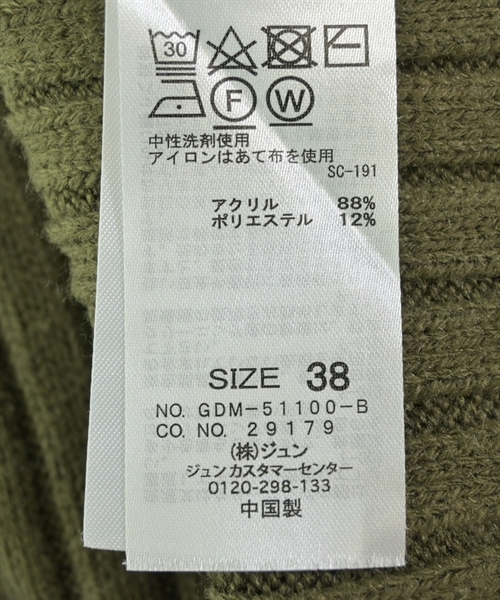 30
F W
中性洗剤使用
アイロンはあて布を使用
SC-191
アクリル 88%
ポリエステル 12%
SIZE 38
NO. GDM-51100-B
CO. NO. 29179
(株)ジュン
ジュン カスタマーセンター
0120-298-133
中国製